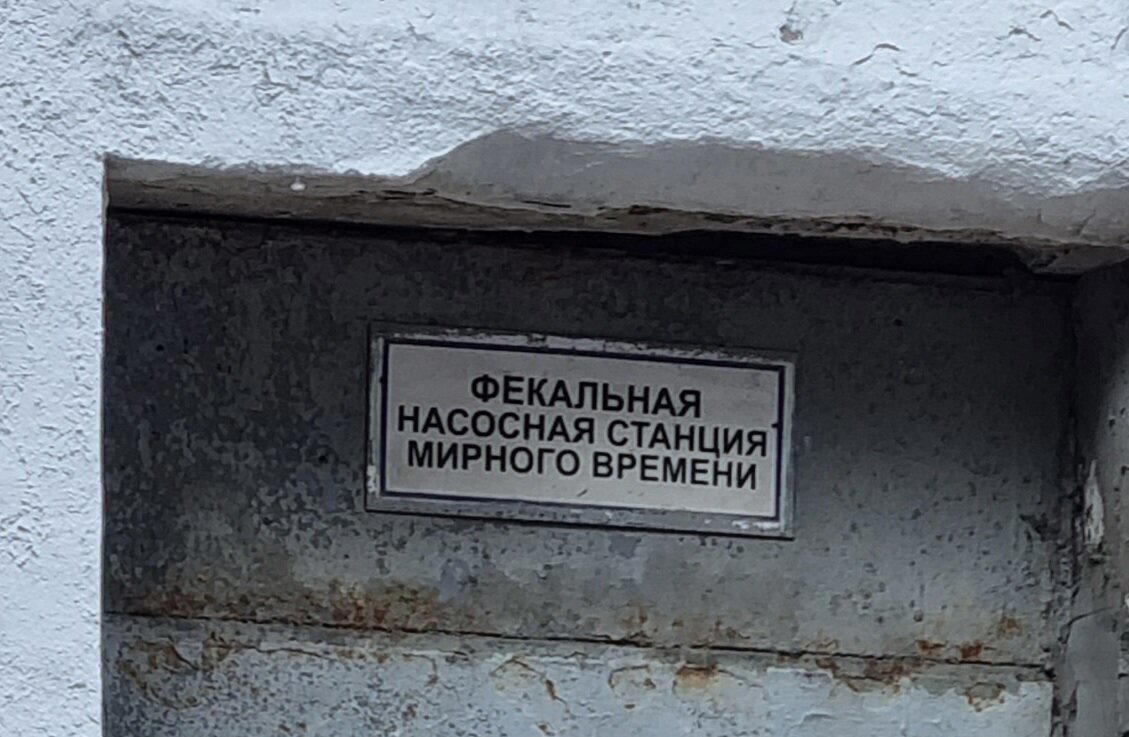 ФЕКАЛЬНАЯ
НАСОСНАЯ СТАНЦИЯ
МИРНОГО ВРЕМЕНИ